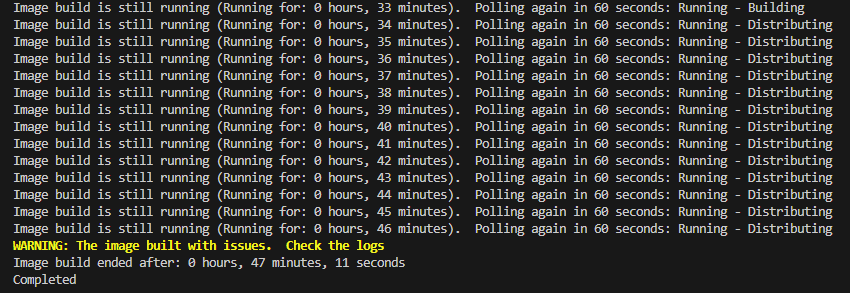 Image build is still running (Running for: 0 hours, 33 minutes).  Polling again in 60 seconds: Running - Building
Image build is still running (Running for: 0 hours, 34 minutes).  Polling again in 60 seconds: Running - Distributing
Image build is still running (Running for: 0 hours, 35 minutes).  Polling again in 60 seconds: Running - Distributing
Image build is still running (Running for: 0 hours, 36 minutes).  Polling again in 60 seconds: Running - Distributing
Image build is still running (Running for: 0 hours, 37 minutes).  Polling again in 60 seconds: Running - Distributing
Image build is still running (Running for: 0 hours, 38 minutes).  Polling again in 60 seconds: Running - Distributing
Image build is still running (Running for: 0 hours, 39 minutes).  Polling again in 60 seconds: Running - Distributing
Image build is still running (Running for: 0 hours, 40 minutes).  Polling again in 60 seconds: Running - Distributing
Image build is still running (Running for: 0 hours, 41 minutes).  Polling again in 60 seconds: Running - Distributing
Image build is still running (Running for: 0 hours, 42 minutes).  Polling again in 60 seconds: Running - Distributing
Image build is still running (Running for: 0 hours, 43 minutes).  Polling again in 60 seconds: Running - Distributing
Image build is still running (Running for: 0 hours, 44 minutes).  Polling again in 60 seconds: Running - Distributing
Image build is still running (Running for: 0 hours, 45 minutes).  Polling again in 60 seconds: Running - Distributing
Image build is still running (Running for: 0 hours, 46 minutes).  Polling again in 60 seconds: Running - Distributing
WARNING: The image built with issues.  Check the logs
Image build ended after: 0 hours, 47 minutes, 11 seconds
Completed